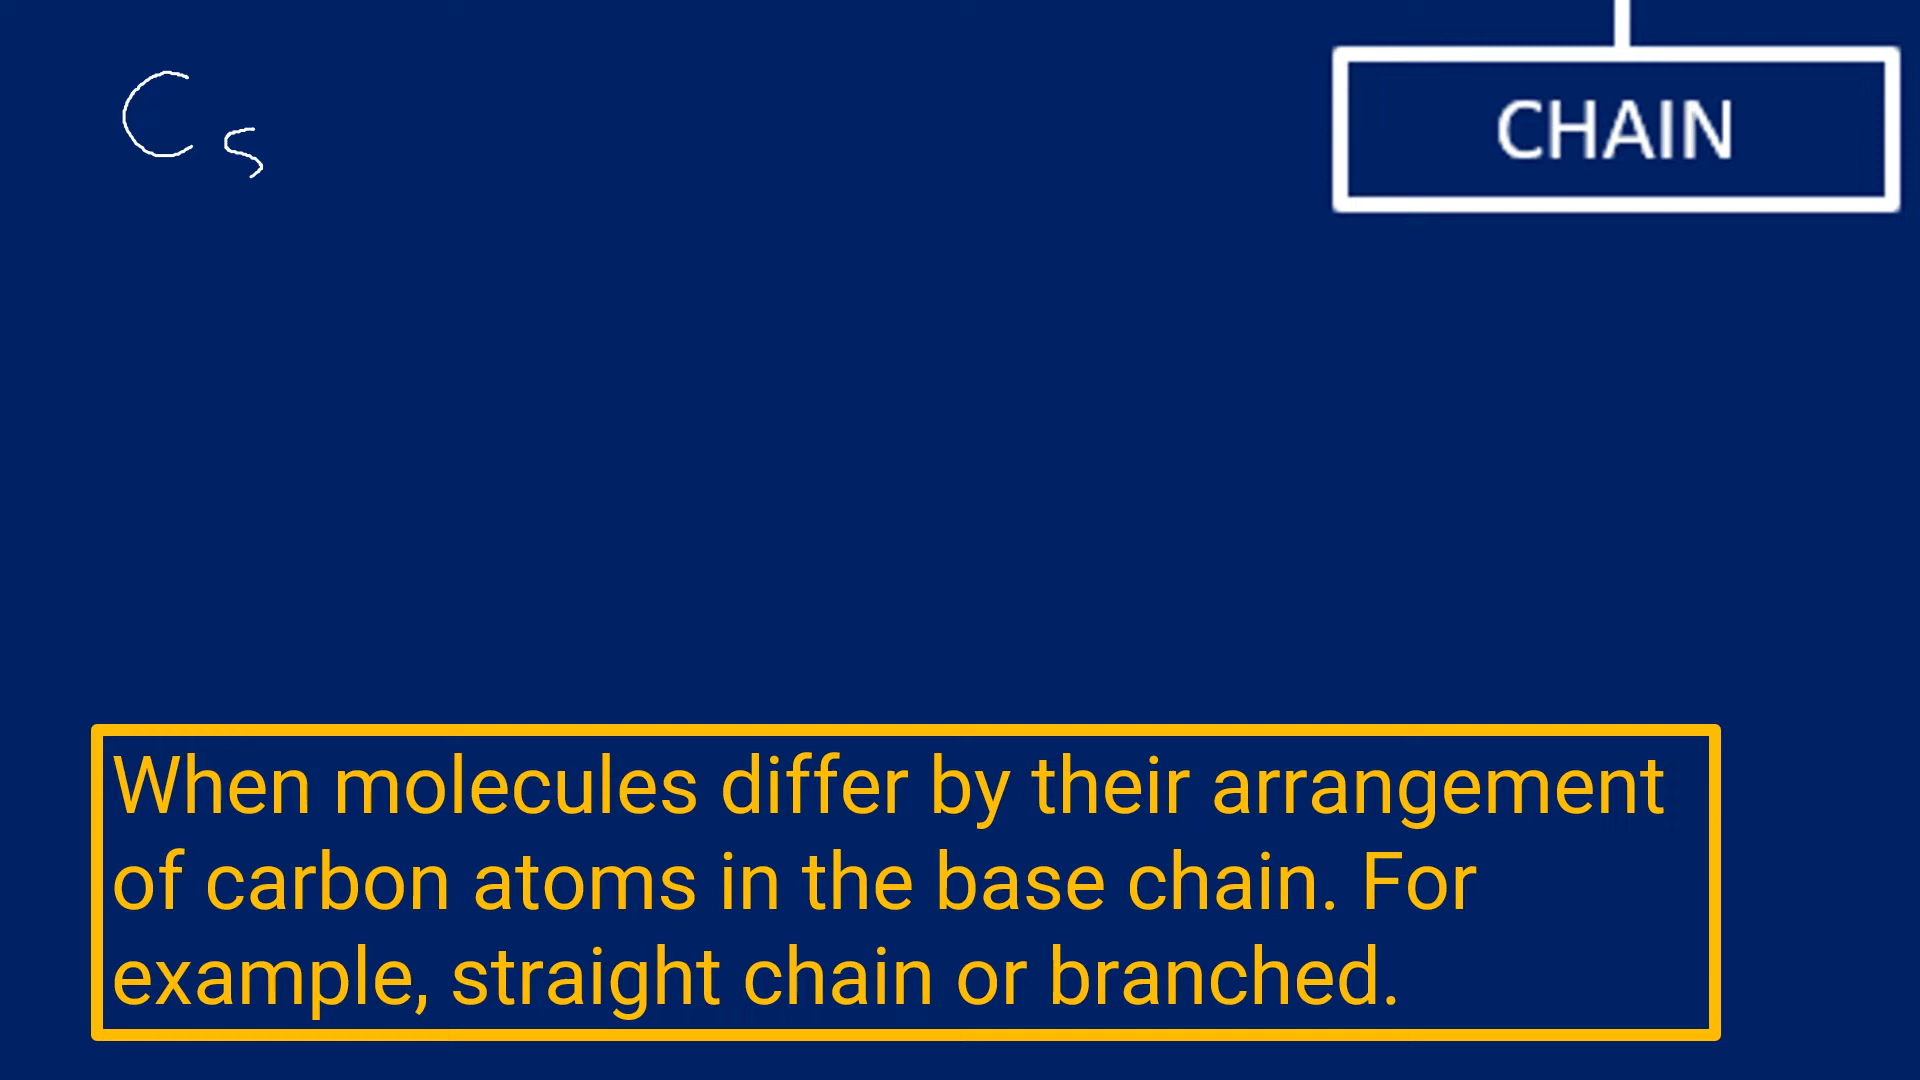 C5
CHAIN
When molecules differ by their arrangement
of carbon atoms in the base chain. For
example, straight chain or branched.